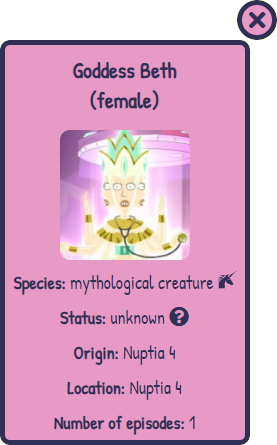 Goddess Beth
(female)
Species: mythological creature
Status: unknown
Origin: Nuptia 4
Location: Nuptia 4
Number of episodes: 1